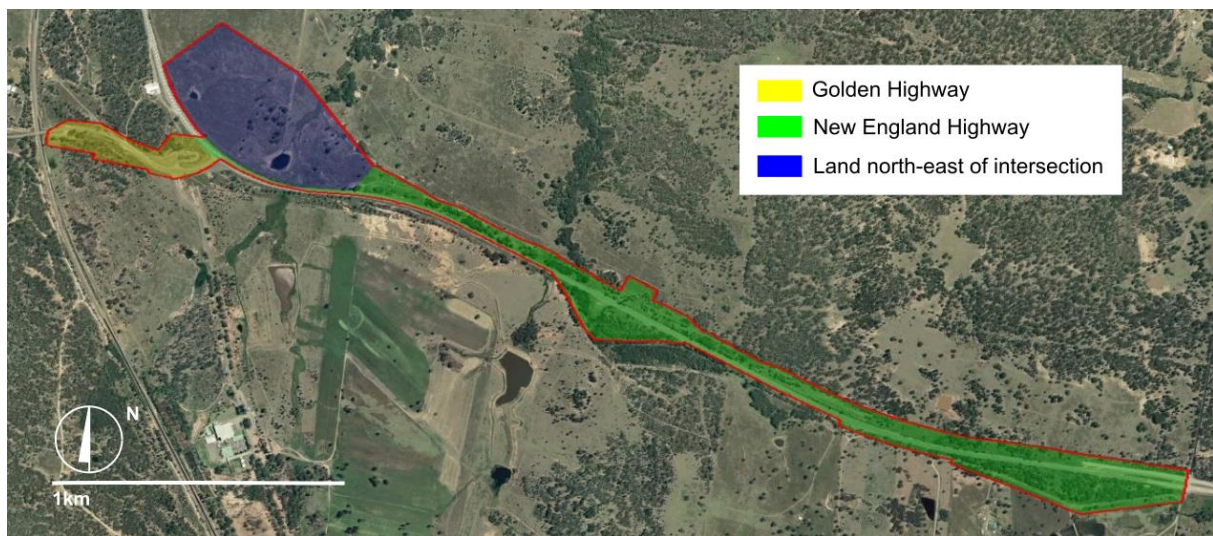 Golden Highway
New England Highway
Land north-east of intersection
N
1km